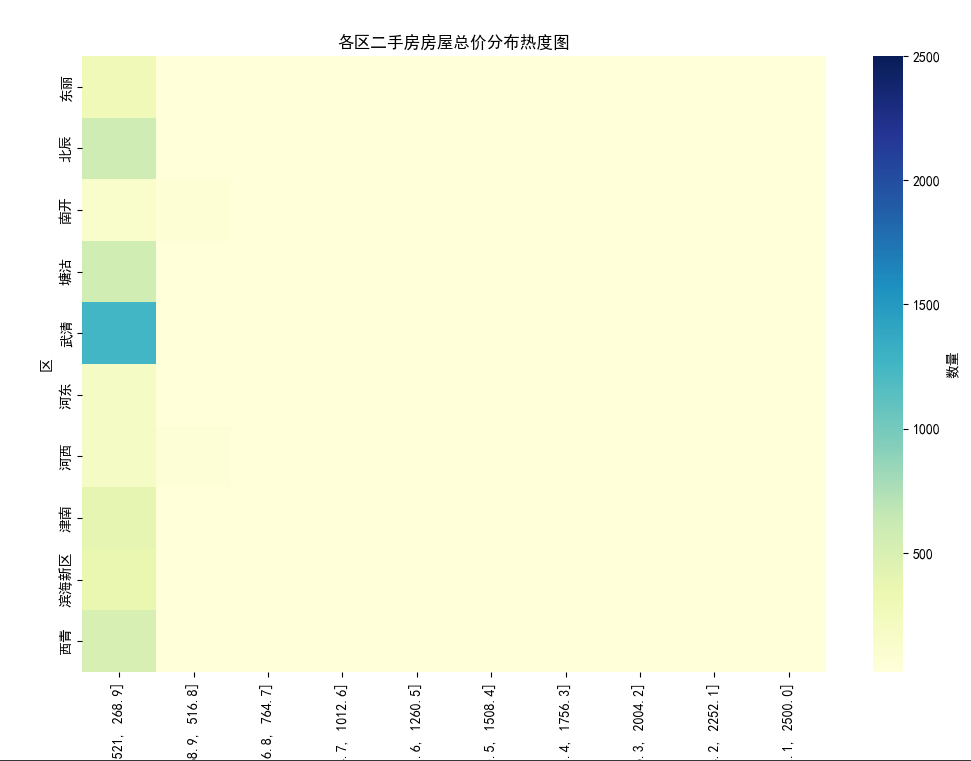 各区二手房房屋总价分布热度图
东丽
北辰
南开
塘沽
武清
河东
河西
津南
滨海新区
西青
区
2500
2000
1500
1000
500
数量
521, 268.9]
8.9, 516.8]
6.8, 764.7]
.7, 1012.6]
.6, 1260.5]
.5, 1508.4]
.4, 1756.3]
.3, 2004.2]
.2, 2252.1]
.1, 2500.0]